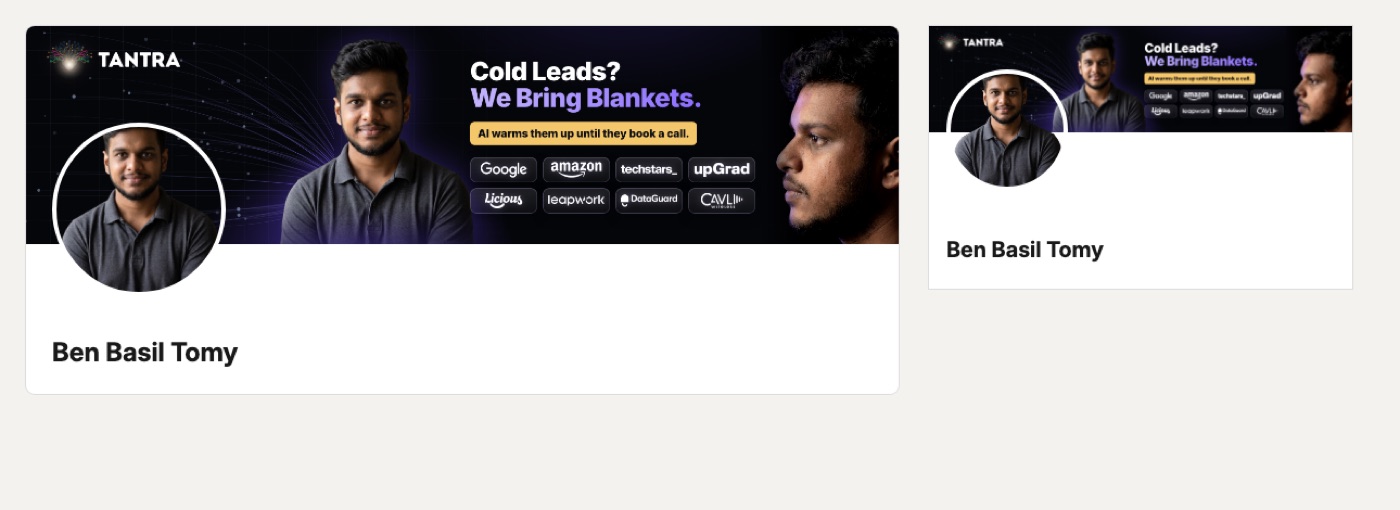 TANTRA
Cold Leads?
We Bring Blankets.
AI warms them up until they book a call.
Google amazon techstars_ upGrad
Licious leapwork DataGuard CAVLI
WIRELESS
Ben Basil Tomy
TANTRA
Cold Leads?
We Bring Blankets.
AI warms them up until they book a call.
Google amazon techstars_ upGrad
Licious leapwork DataGuard CAVLI
Ben Basil Tomy